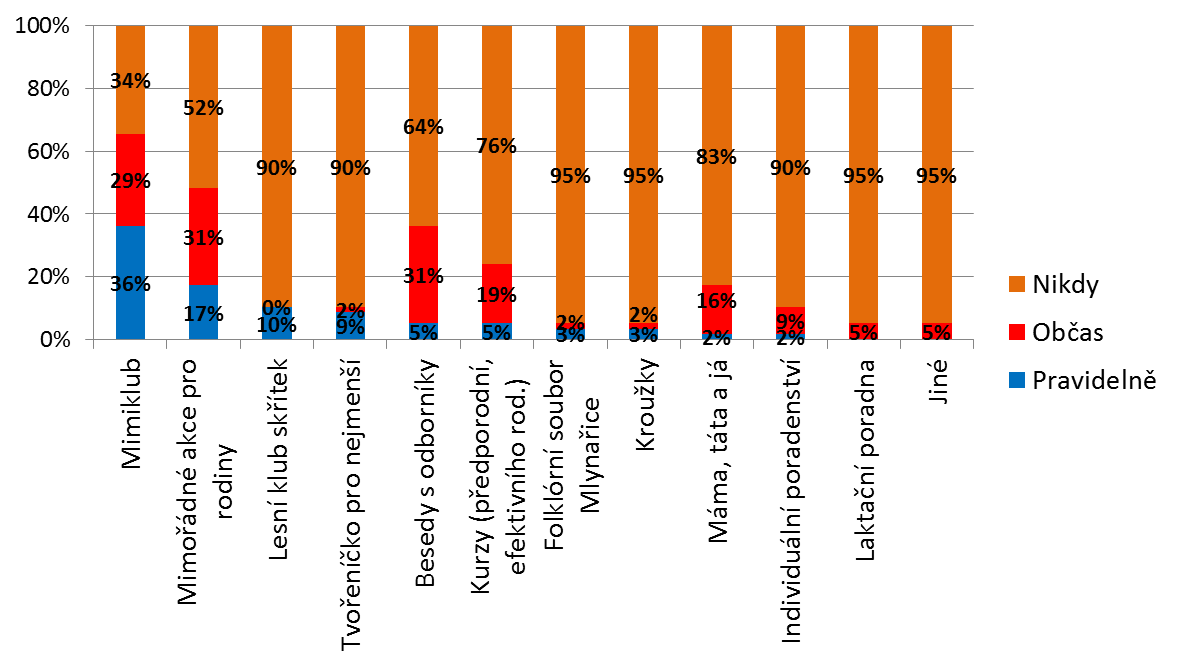 100%
80%
60%
40%
20%
0%
34%
29%
36%
52%
31%
17%
90%
0%
10%
90%
2%
9%
64%
31%
5%
76%
19%
5%
95%
2%
3%
95%
2%
3%
83%
16%
2%
90%
9%
2%
95%
5%
95%
5%
Mimiklub
Mimořádné akce pro
rodiny
Lesní klub skřítek
Tvořeníčko pro nejmenší
Besedy s odborníky
Kurzy (předporodní,
efektivního rod.)
Folklórní soubor
Mlynařice
Kroužky
Máma, táta a já
Individuální poradenství
Laktační poradna
Jiné
Nikdy
Občas
Pravidelně